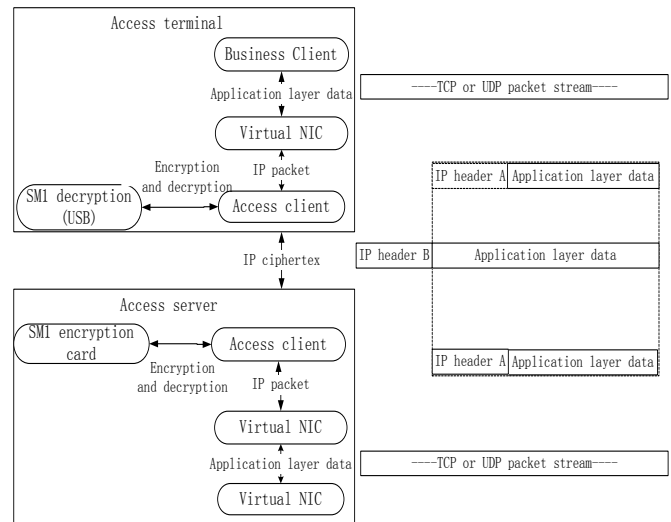 Access terminal
Business Client
Application layer data
----TCP or UDP packet stream----
Virtual NIC
Encryption
and decryption
IP packet
IP header A
Application layer data
SM1 decryption
(USB)
Access client
IP ciphertex
IP header B
Application layer data
Access server
SM1 encryption
card
Access client
Encryption
and decryption
IP packet
IP header A
Application layer data
Virtual NIC
Application layer data
----TCP or UDP packet stream----
Virtual NIC